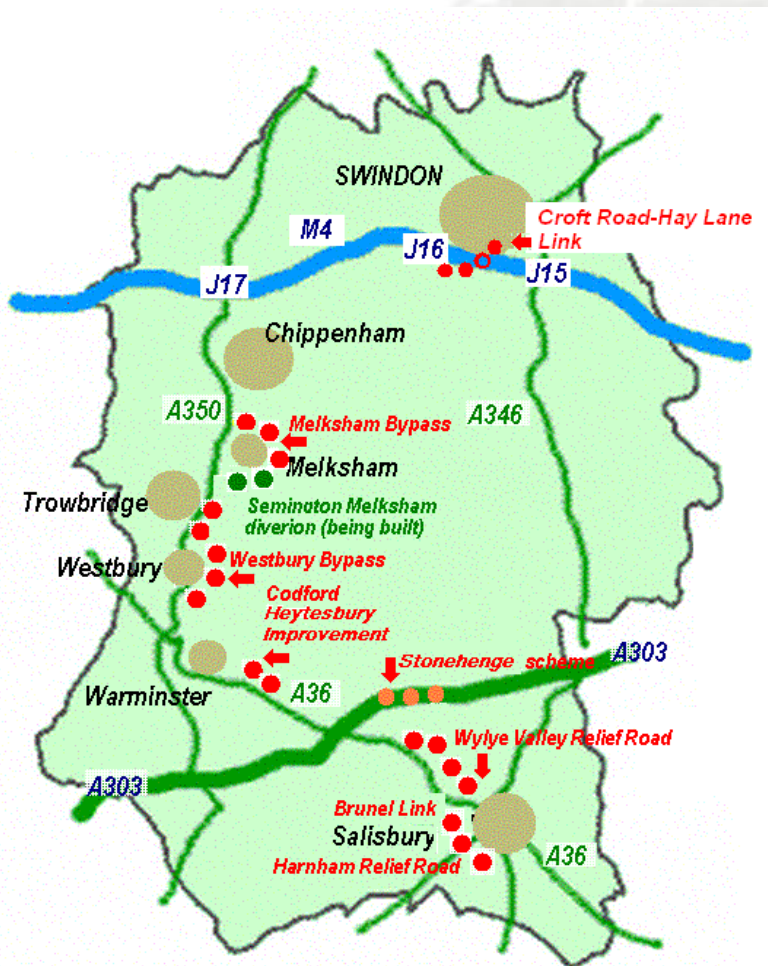 SWINDON
Croft Road-Hay Lane
Link
M4
J16
J15
J17
Chippenham
A350
A346
Melksham Bypass
Melksham
Trowbridge
Semington Melksham
diverion (being built)
Westbury
Westbury Bypass
Codford
Heytesbury
Improvement
Stonehenge scheme
A303
Warminster
A36
Wylye Valley Relief Road
A303
Brunel Link
Salisbury
A36
Harnham Relief Road